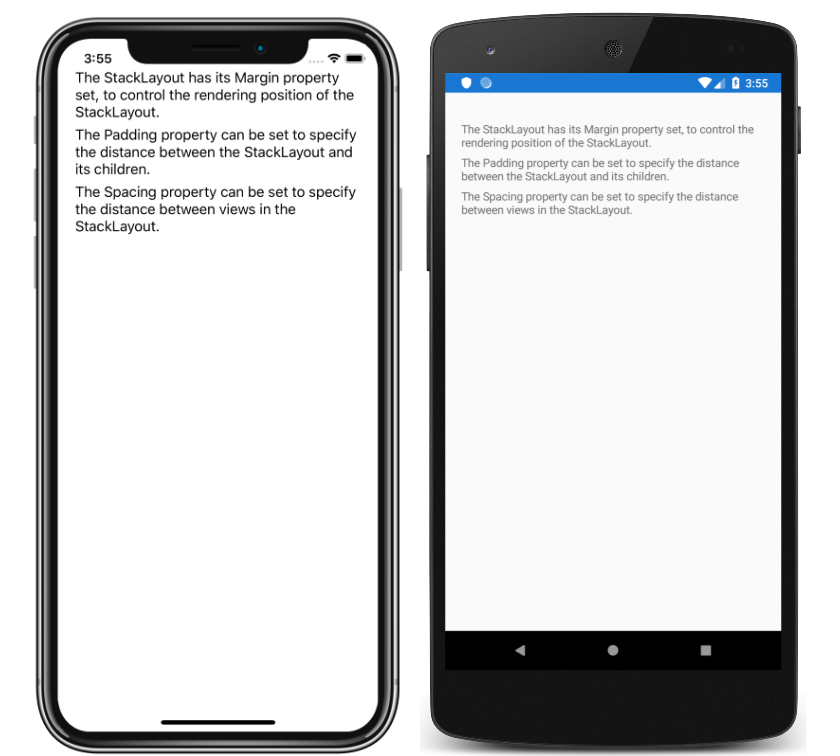 3:55
The StackLayout has its Margin property
set, to control the rendering position of the
StackLayout.
The Padding property can be set to specify
the distance between the StackLayout and
its children.
The Spacing property can be set to specify
the distance between views in the
StackLayout.
3:55
The StackLayout has its Margin property set, to control the
rendering position of the StackLayout.
The Padding property can be set to specify the distance
between the StackLayout and its children.
The Spacing property can be set to specify the distance
between views in the StackLayout.